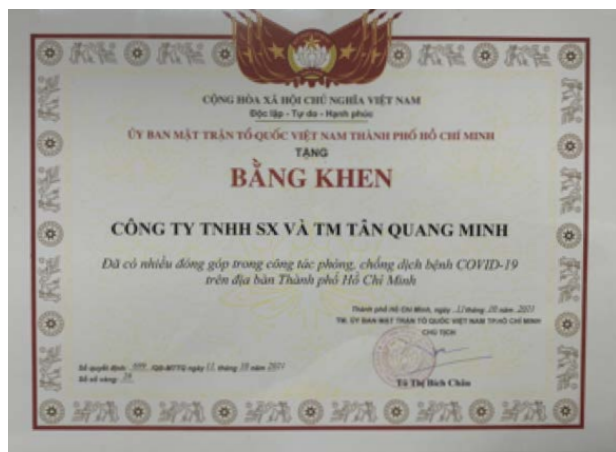 CỘNG HÒA XÃ HỘI CHỦ NGHĨA VIỆT NAM
Độc lập - Tự do - Hạnh phúc
ỦY BAN MẶT TRẬN TỔ QUỐC VIỆT NAM THÀNH PHỐ HỒ CHÍ MINH
TẶNG
BẰNG KHEN
CÔNG TY TNHH SX VÀ TM TÂN QUANG MINH
Đã có nhiều đóng góp trong công tác phòng, chống dịch bệnh COVID-19
trên địa bàn Thành phố Hồ Chí Minh
Thành phố Hồ Chí Minh, ngày tháng 10 năm 2021
TM. ỦY BAN MẶT TRẬN TỔ QUỐC VIỆT NAM TP.HỒ CHÍ MINH
CHỦ TỊCH
Số quyết định: /QĐ-MTTQ ngày tháng 10 năm 2021
Số sổ vàng:
Tô Thị Bích Châu